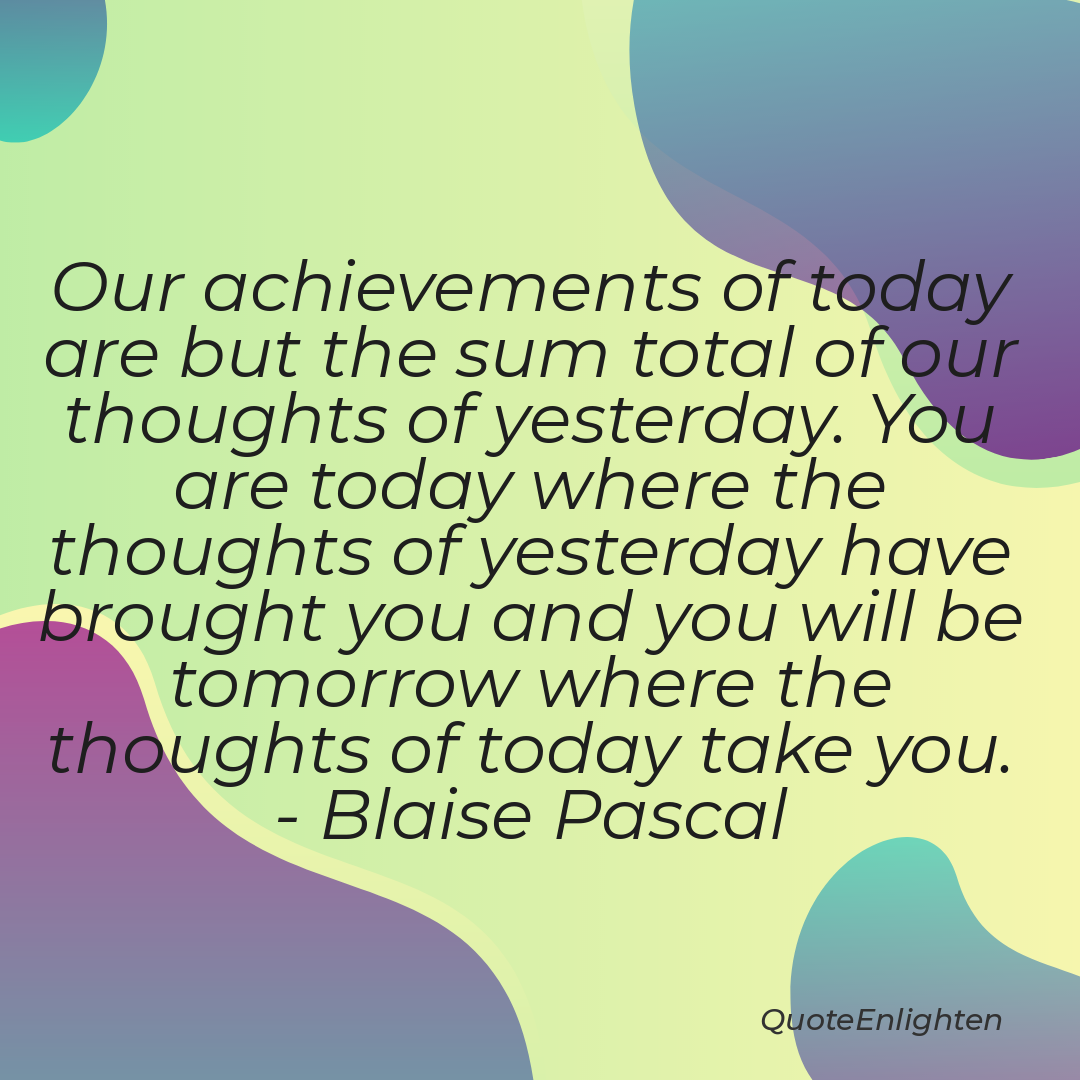 Our achievements of today
are but the sum total of our
thoughts of yesterday. You
are today where the
thoughts of yesterday have
brought you and you will be
tomorrow where the
thoughts of today take you.
- Blaise Pascal
QuoteEnlighten